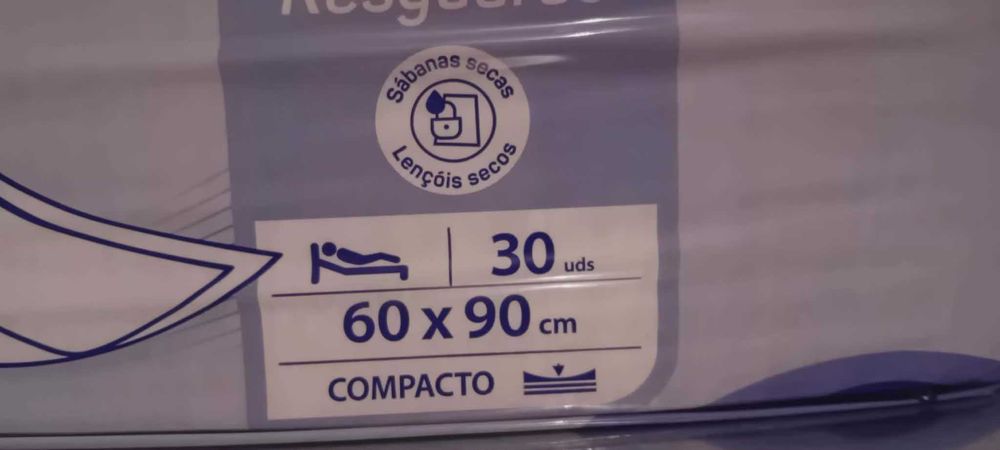 Sábanas secas
Lençóis secos
30 uds
60 x 90 cm
COMPACTO